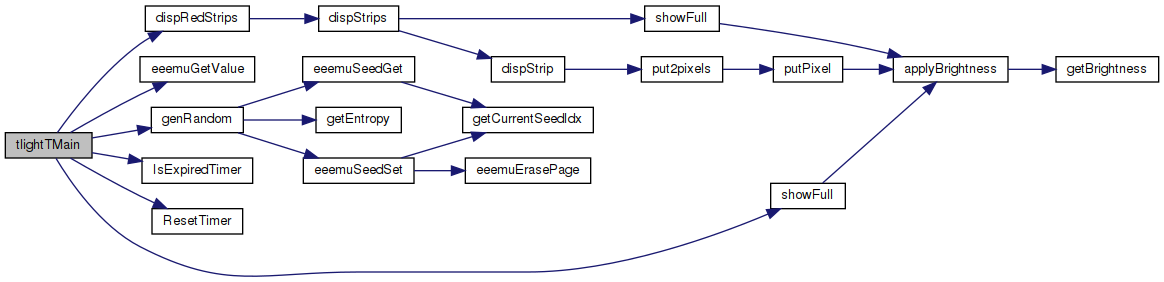 dispRedStrips
dispStrips
showFull
eeemuGetValue
eeemuSeedGet
dispStrip
put2pixels
putPixel
applyBrightness
getBrightness
genRandom
getEntropy
getCurrentSeedIdx
tlightTMain
IsExpiredTimer
eeemuSeedSet
eeemuErasePage
showFull
ResetTimer